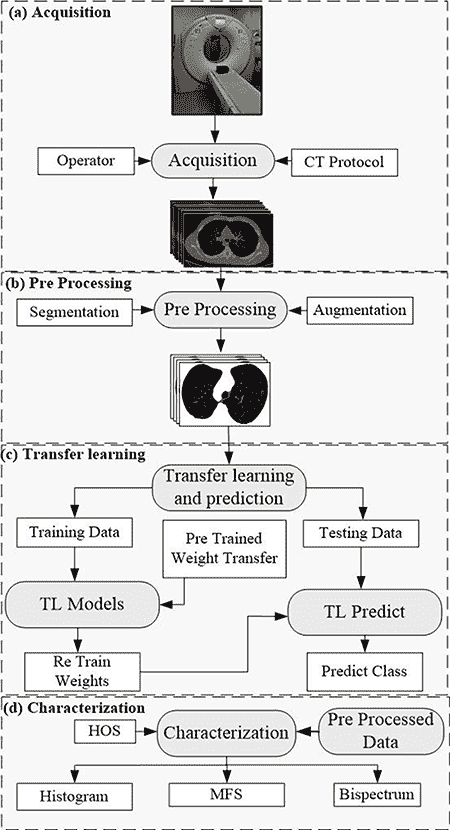 (a) Acquisition
Operator
Acquisition
CT Protocol
(b) Pre Processing
Segmentation
Pre Processing
Augmentation
(c) Transfer learning
Transfer learning
and prediction
Training Data
Pre Trained
Weight Transfer
Testing Data
TL Models
TL Predict
Re Train
Weights
Predict Class
(d) Characterization
HOS
Characterization
Pre Processed
Data
Histogram
MFS
Bispectrum